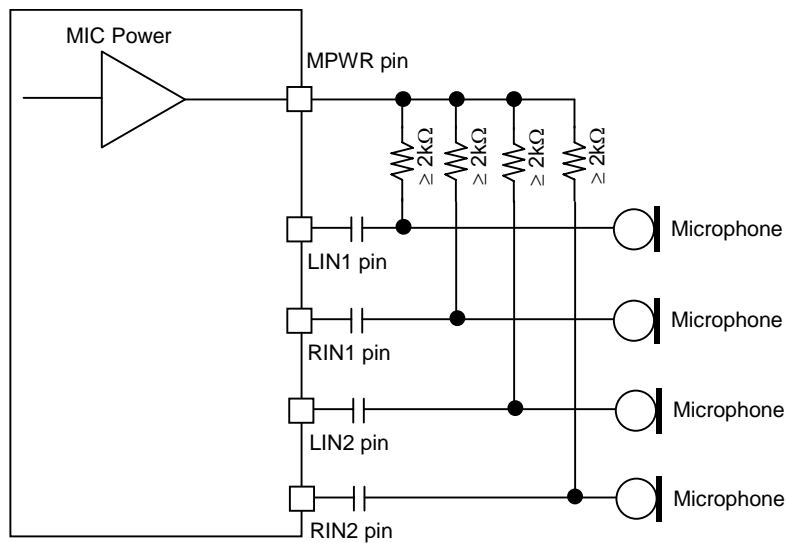 MIC Power
MPWR pin
≥ 2kΩ
≥ 2kΩ
≥ 2kΩ
≥ 2kΩ
Microphone
LIN1 pin
Microphone
RIN1 pin
Microphone
LIN2 pin
Microphone
RIN2 pin